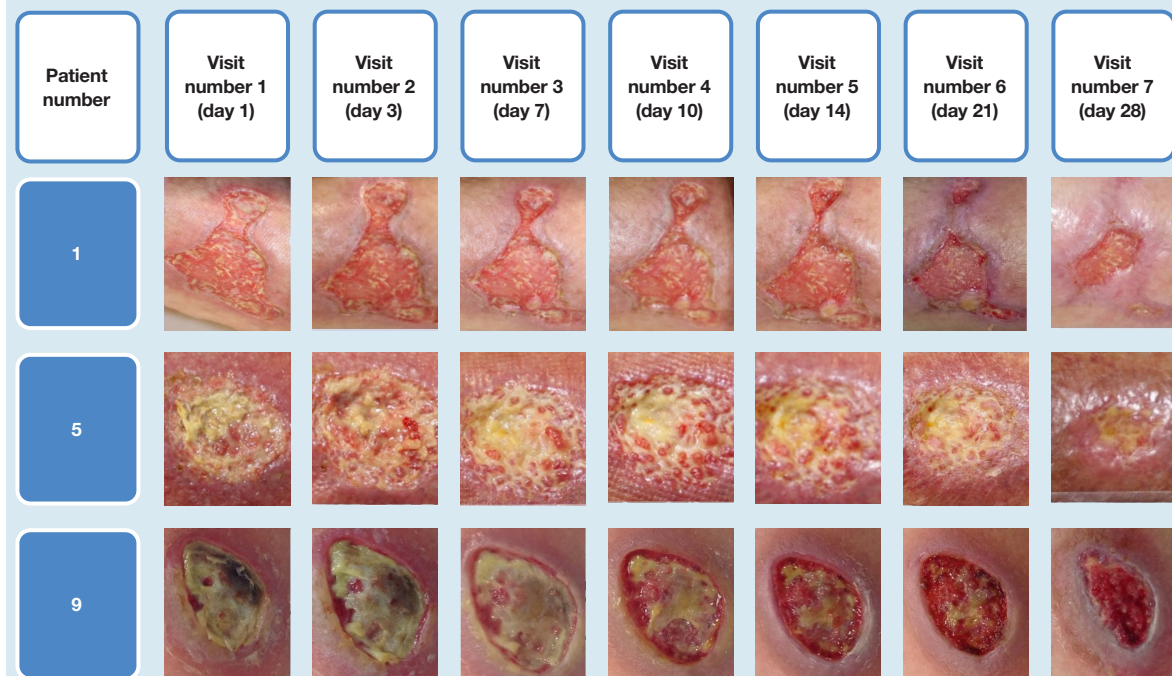 Patient
number
Visit
number 1
(day 1)
Visit
number 2
(day 3)
Visit
number 3
(day 7)
Visit
number 4
(day 10)
Visit
number 5
(day 14)
Visit
number 6
(day 21)
Visit
number 7
(day 28)
1
5
9